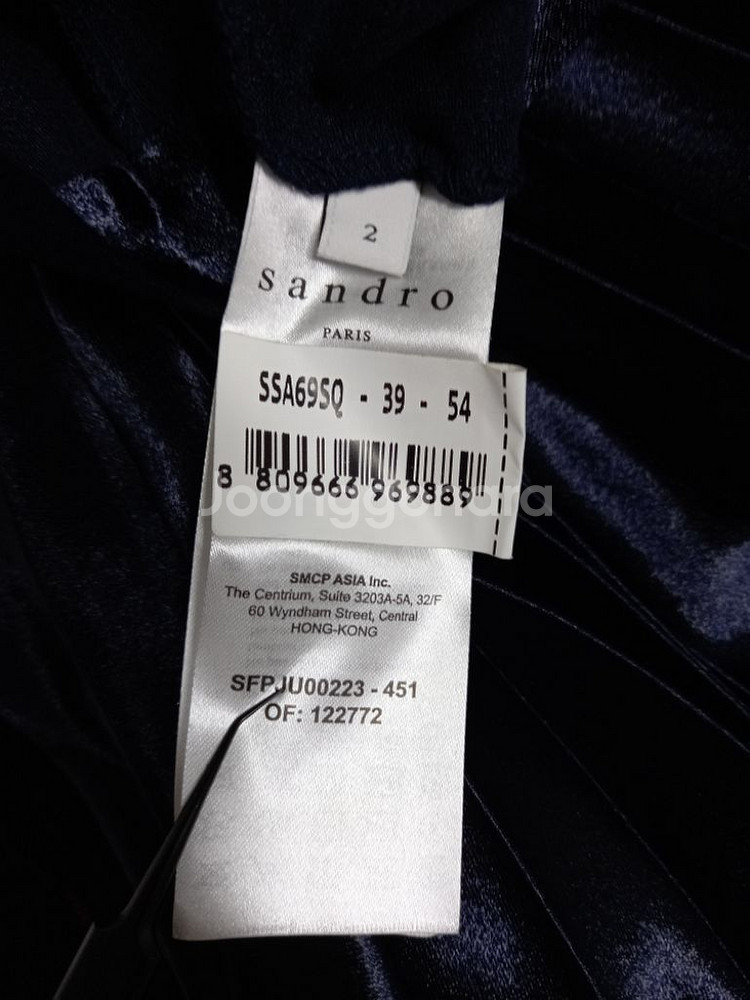 2
sandro
PARIS
SSA69SQ - 39 - 54
8 809666 969889
Joonggonara
SMCP ASIA Inc.
The Centrium, Suite 3203A-5A, 32/F
60 Wyndham Street, Central
HONG-KONG
SFPJU00223 - 451
OF: 122772